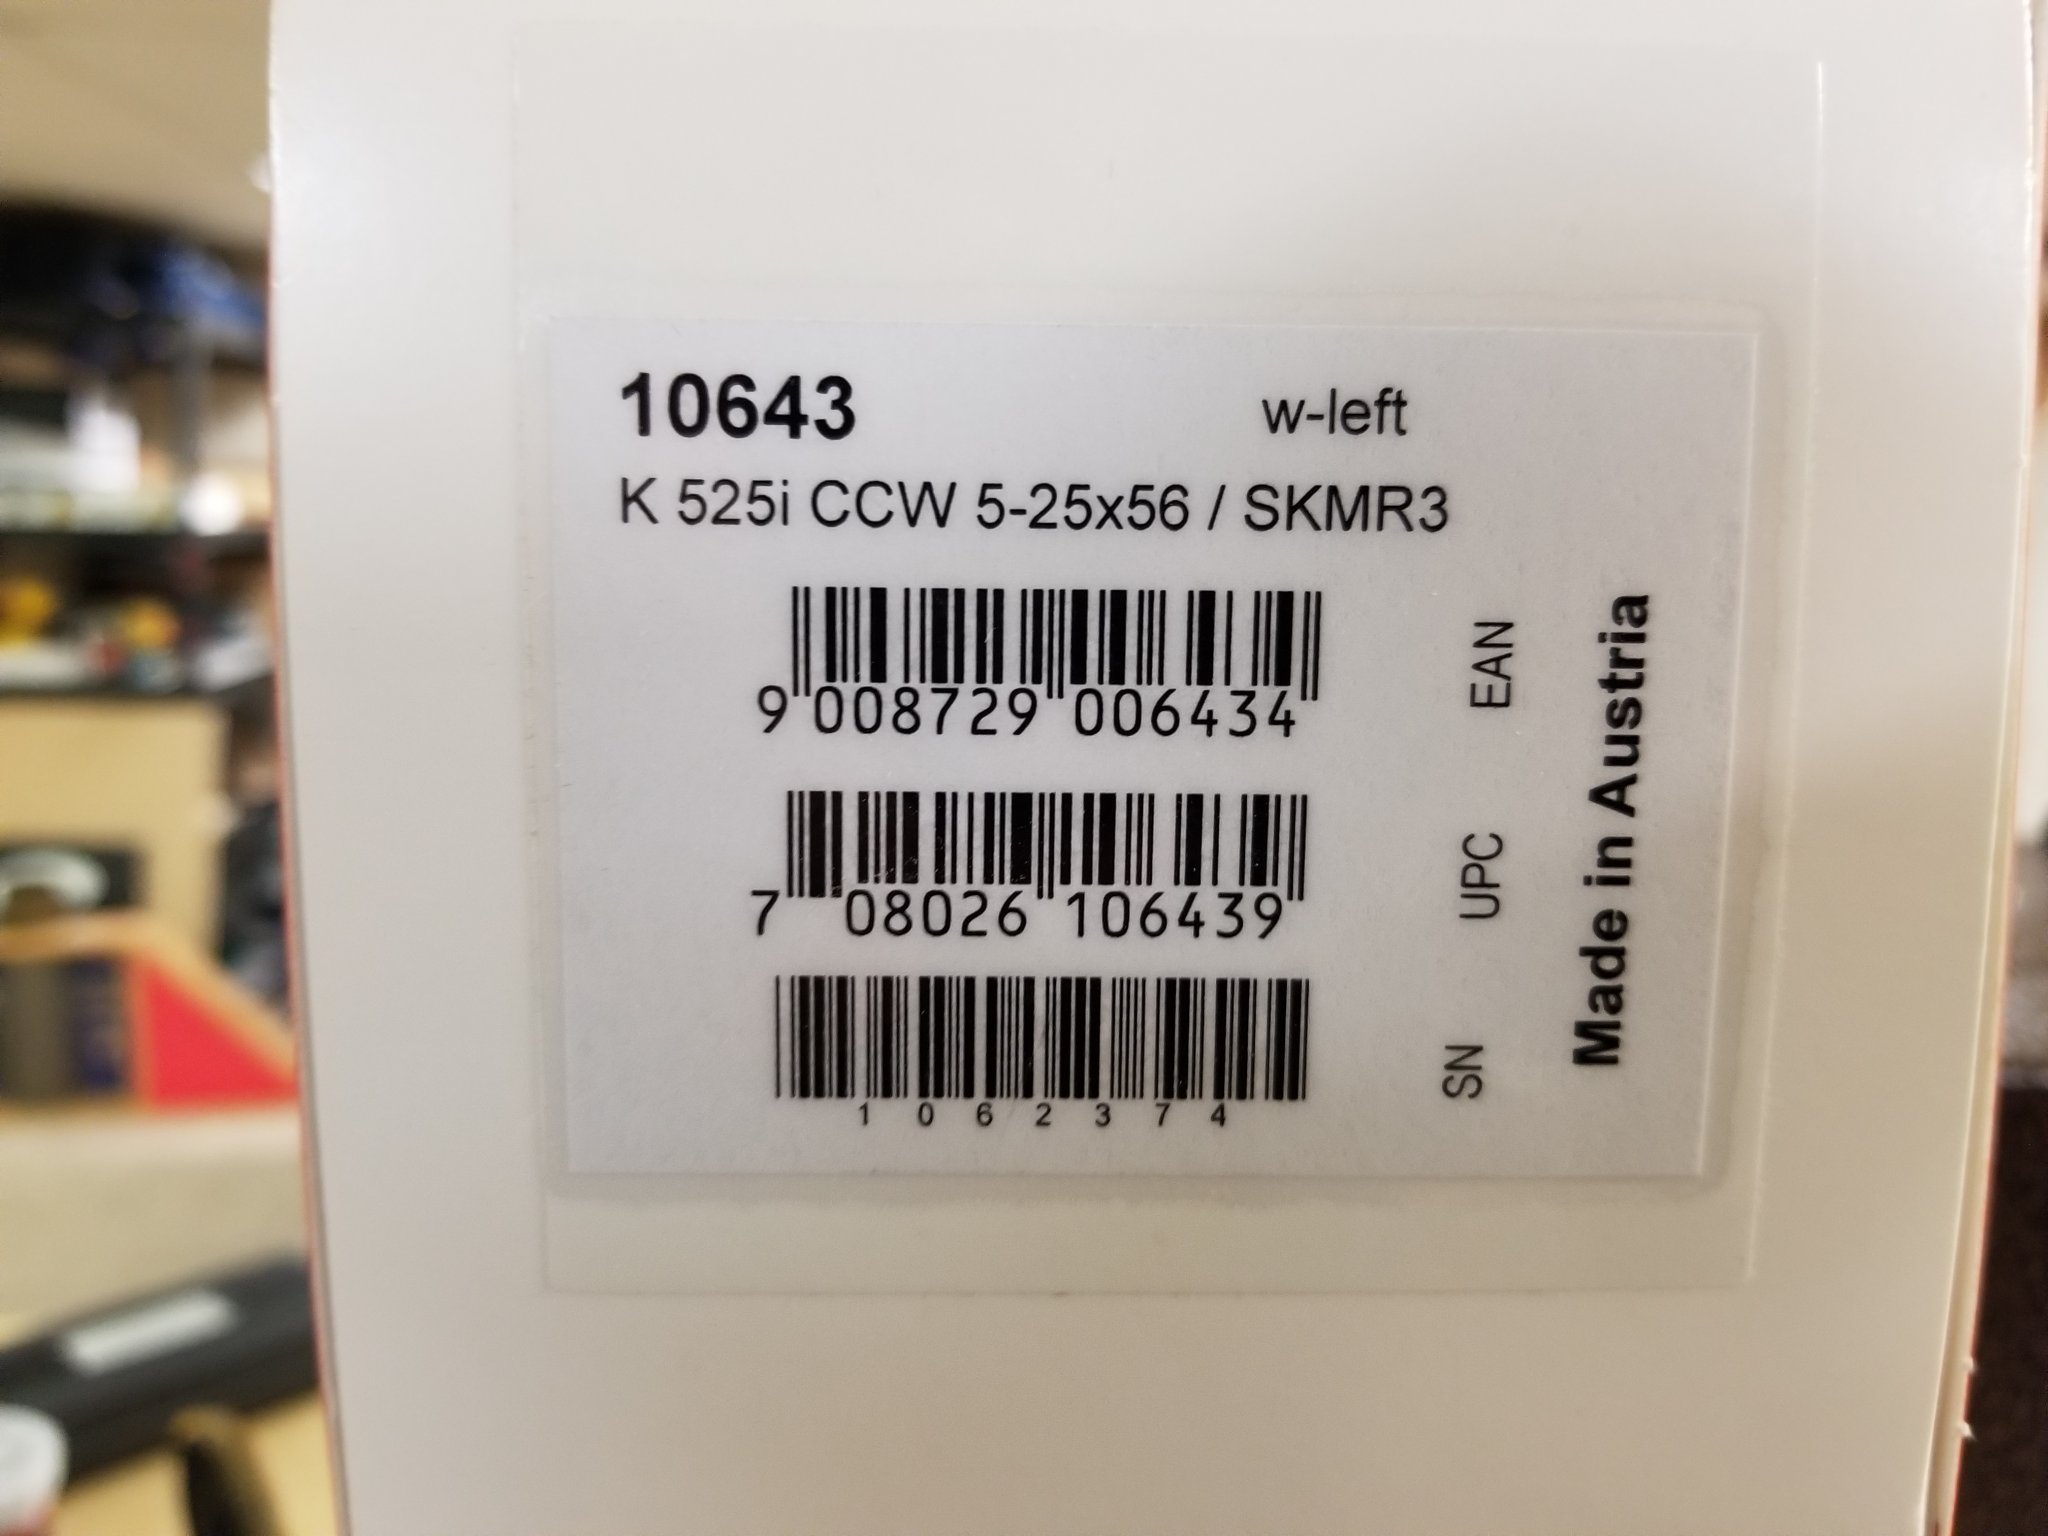 10643 w-left
K 525i CCW 5-25x56 / SKMR3
9 008729 006434 EAN
7 08026 106439 UPC
1062374 SN
Made in Austria